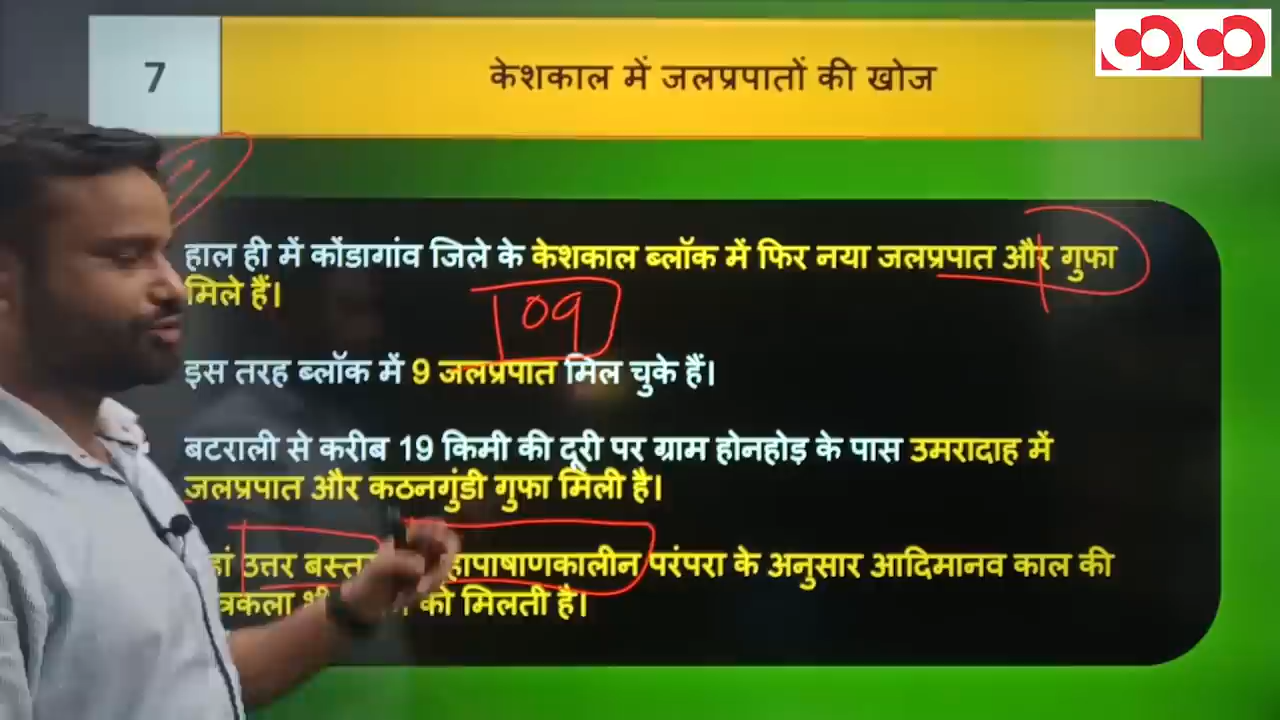 7
केशकाल में जलप्रपातों की खोज
हाल ही में कोंडागांव जिले के केशकाल ब्लॉक में फिर नया जलप्रपात और गुफा
मिले हैं।
09
इस तरह ब्लॉक में 9 जलप्रपात मिल चुके हैं।
बटराली से करीब 19 किमी की दूरी पर ग्राम होनहोड़ के पास उमरादाह में
जलप्रपात और कठनगुंडी गुफा मिली है।
उत्तर परंपरा के अनुसार आदिमानव काल की
को मिलती है।